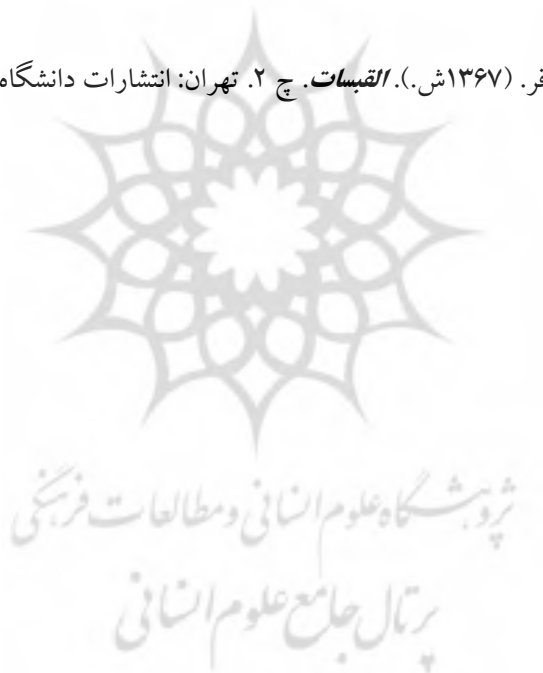 فر. (۱۳۶۷ش.). القبسات. چ ۲. تهران: انتشارات دانشگاه
پژوهشگاه علوم انسانی و مطالعات فرهنگی
پرتال جامع علوم انسانی